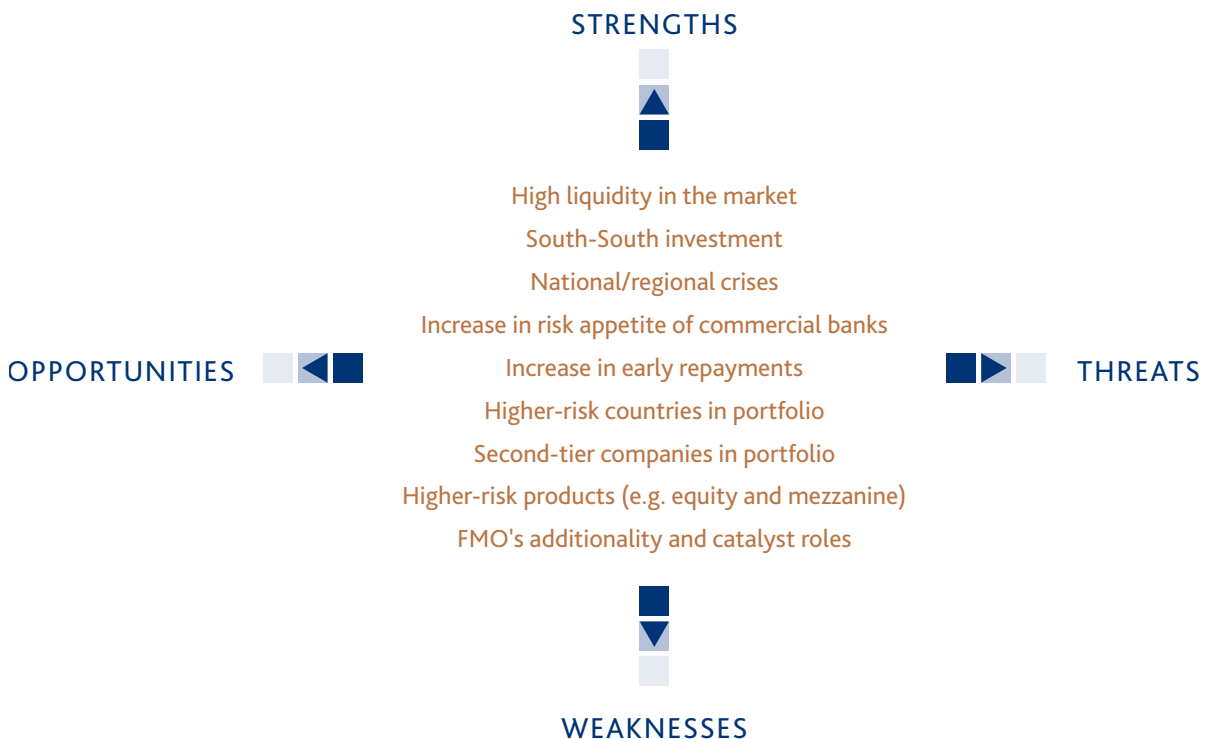 STRENGTHS
High liquidity in the market
South-South investment
National/regional crises
Increase in risk appetite of commercial banks
OPPORTUNITIES
Increase in early repayments
THREATS
Higher-risk countries in portfolio
Second-tier companies in portfolio
Higher-risk products (e.g. equity and mezzanine)
FMO's additionality and catalyst roles
WEAKNESSES